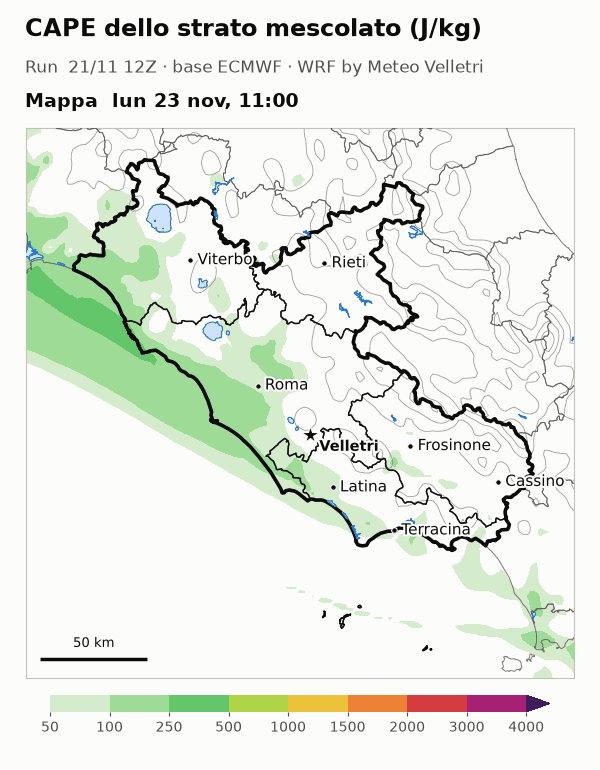 CAPE dello strato mescolato (J/kg)
Run  21/11 12Z · base ECMWF · WRF by Meteo Velletri
Mappa  lun 23 nov, 11:00
Viterbo
Rieti
Roma
Velletri
Frosinone
Cassino
Latina
Terracina
50 km
50 100 250 500 1000 1500 2000 3000 4000